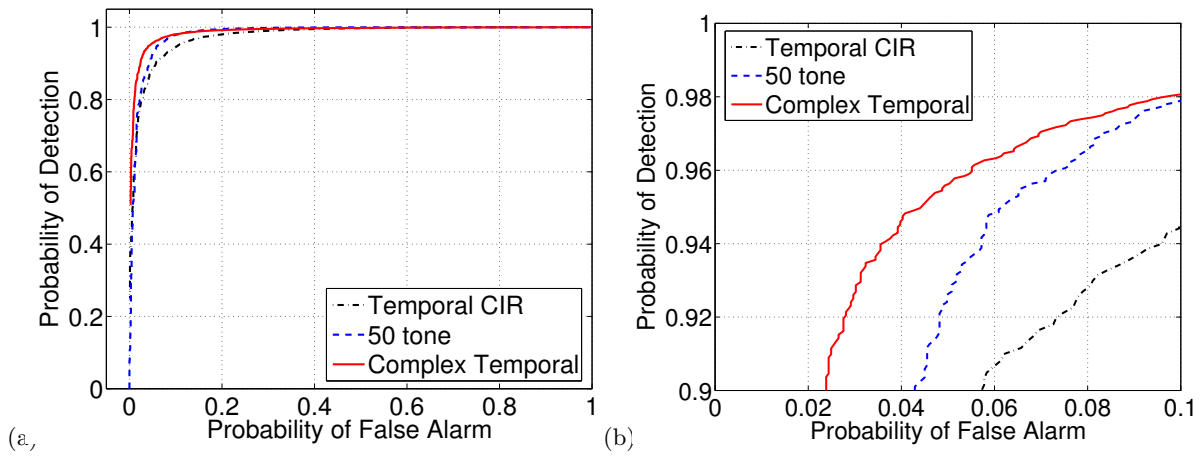 1
0.8
0.6
0.4
0.2
0
Probability of Detection
Temporal CIR
50 tone
Complex Temporal
0 0.2 0.4 0.6 0.8 1
Probability of False Alarm
(a)
1
0.98
0.96
0.94
0.92
0.9
Probability of Detection
Temporal CIR
50 tone
Complex Temporal
0 0.02 0.04 0.06 0.08 0.1
Probability of False Alarm
(b)